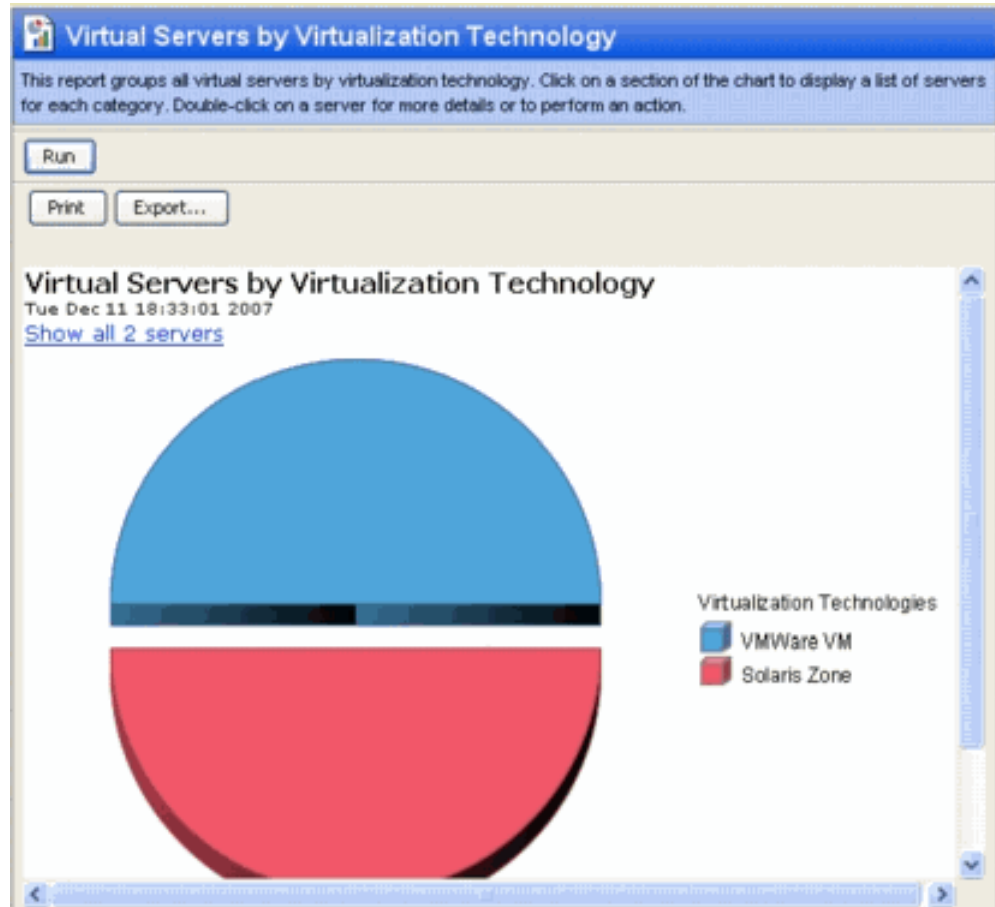 Virtual Servers by Virtualization Technology
This report groups all virtual servers by virtualization technology. Click on a section of the chart to display a list of servers
for each category. Double-click on a server for more details or to perform an action.
Run
Print Export...
Virtual Servers by Virtualization Technology
Tue Dec 11 18:33:01 2007
Show all 2 servers
Virtualization Technologies
VMWare VM
Solaris Zone